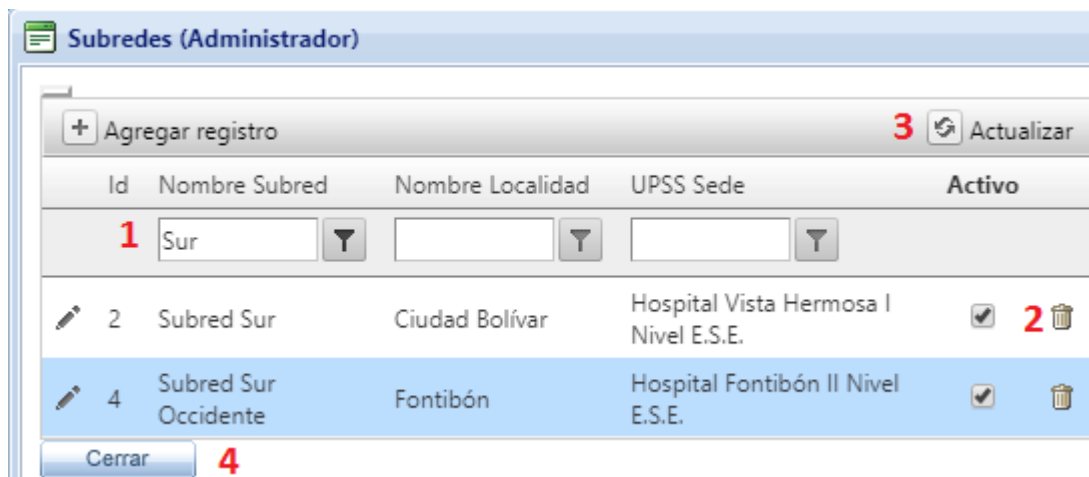 Subredes (Administrador)
+ Agregar registro 3 Actualizar
Id Nombre Subred Nombre Localidad UPSS Sede Activo
1 Sur
2 Subred Sur Ciudad Bolívar Hospital Vista Hermosa I Nivel E.S.E. 2
4 Subred Sur Occidente Fontibón Hospital Fontibón II Nivel E.S.E.
Cerrar 4